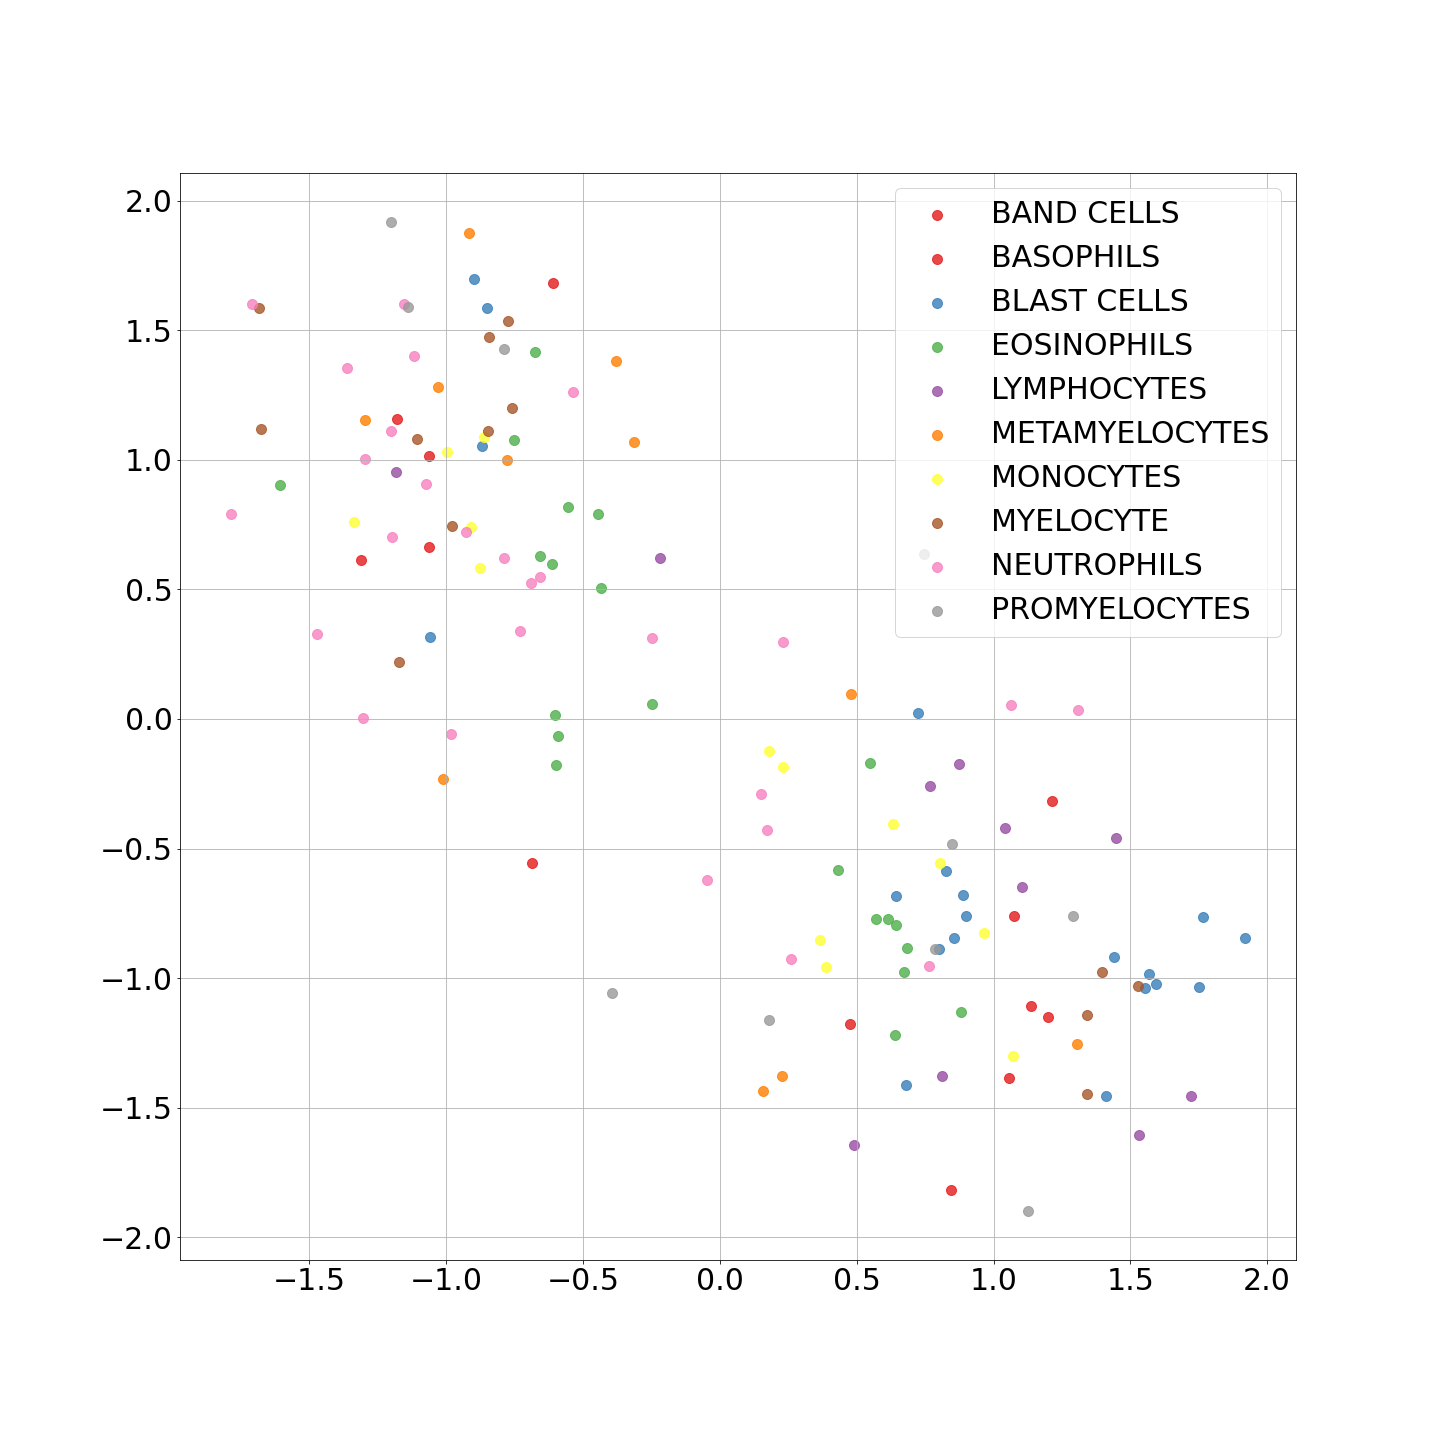 2.0
1.5
1.0
0.5
0.0
−0.5
−1.0
−1.5
−2.0
−1.5 −1.0 −0.5 0.0 0.5 1.0 1.5 2.0
BAND CELLS
BASOPHILS
BLAST CELLS
EOSINOPHILS
LYMPHOCYTES
METAMYELOCYTES
MONOCYTES
MYELOCYTE
NEUTROPHILS
PROMYELOCYTES